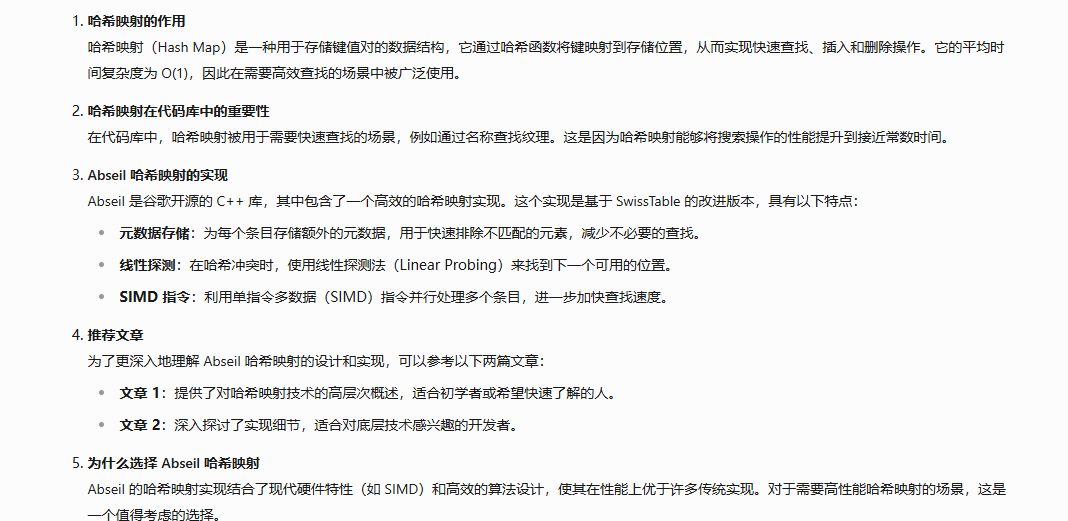 1. 哈希映射的作用
哈希映射（Hash Map）是一种用于存储键值对的数据结构，它通过哈希函数将键映射到存储位置，从而实现快速查找、插入和删除操作。它的平均时
间复杂度为 O(1)，因此在需要高效查找的场景中被广泛使用。
2. 哈希映射在代码库中的重要性
在代码库中，哈希映射被用于需要快速查找的场景，例如通过名称查找纹理。这是因为哈希映射能够将搜索操作的性能提升到接近常数时间。
3. Abseil 哈希映射的实现
Abseil 是谷歌开源的 C++ 库，其中包含了一个高效的哈希映射实现。这个实现是基于 SwissTable 的改进版本，具有以下特点：
• 元数据存储：为每个条目存储额外的元数据，用于快速排除不匹配的元素，减少不必要的查找。
• 线性探测：在哈希冲突时，使用线性探测法（Linear Probing）来找到下一个可用的位置。
• SIMD 指令：利用单指令多数据（SIMD）指令并行处理多个条目，进一步加快查找速度。
4. 推荐文章
为了更深入地理解 Abseil 哈希映射的设计和实现，可以参考以下两篇文章：
• 文章 1：提供了对哈希映射技术的高层次概述，适合初学者或希望快速了解的人。
• 文章 2：深入探讨了实现细节，适合对底层技术感兴趣的开发者。
5. 为什么选择 Abseil 哈希映射
Abseil 的哈希映射实现结合了现代硬件特性（如 SIMD）和高效的算法设计，使其在性能上优于许多传统实现。对于需要高性能哈希映射的场景，这是
一个值得考虑的选择。